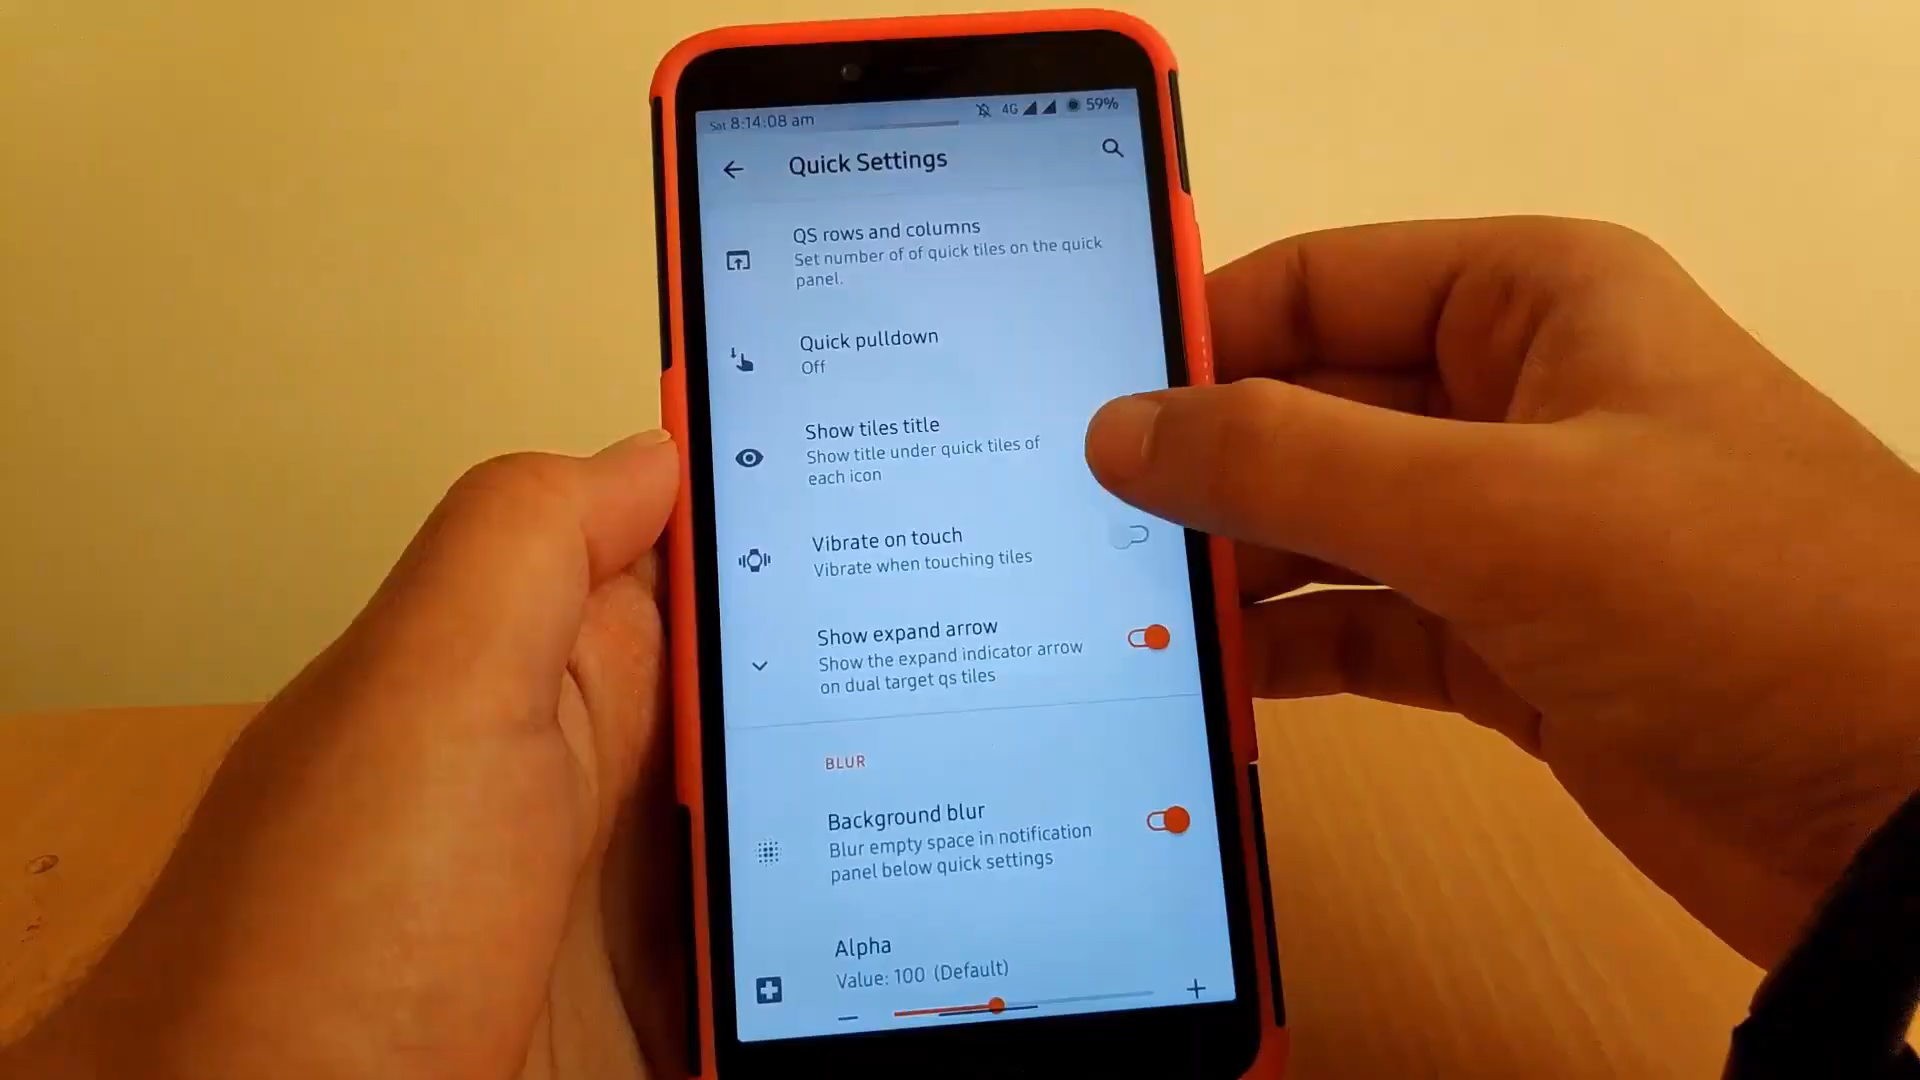 Sat 8:14:08 am
4G 59%
Quick Settings
QS rows and columns
Set number of of quick tiles on the quick
panel.
Quick pulldown
Off
Show tiles title
Show title under quick tiles of
each icon
Vibrate on touch
Vibrate when touching tiles
Show expand arrow
Show the expand indicator arrow
on dual target qs tiles
BLUR
Background blur
Blur empty space in notification
panel below quick settings
Alpha
Value: 100 (Default)